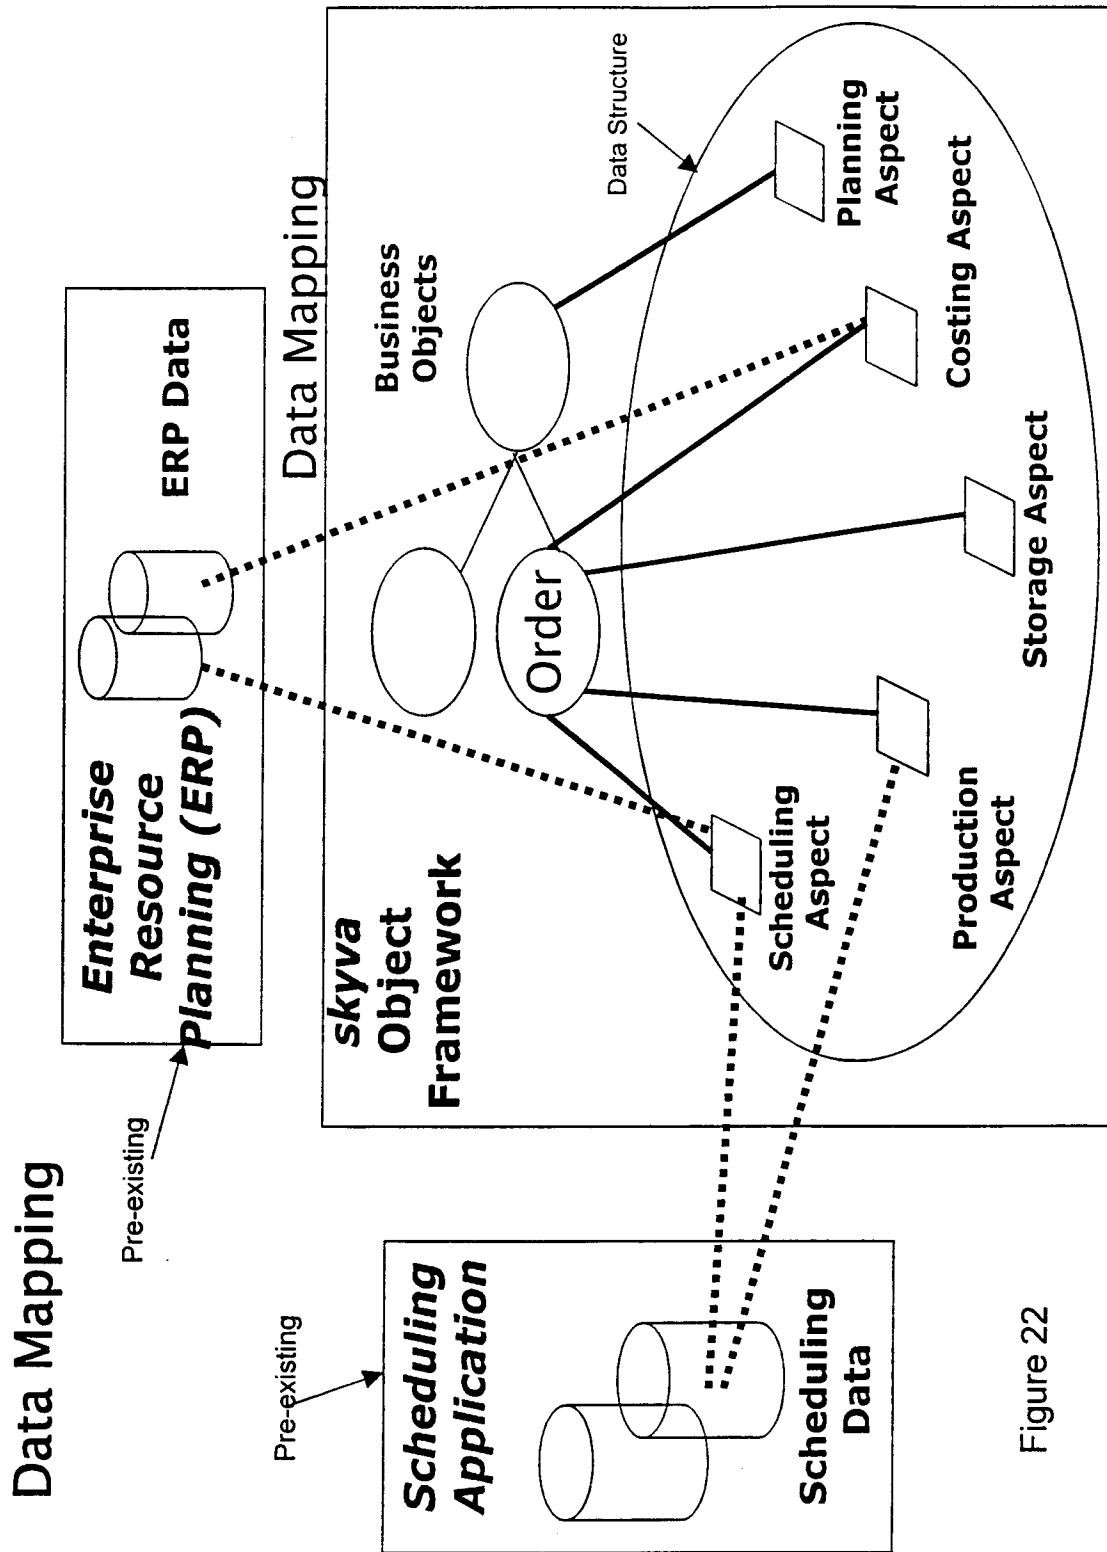 Data Mapping
Pre-existing
Enterprise
Resource
Planning (ERP)
ERP Data
Data Mapping
Pre-existing
Scheduling
Application
Scheduling
Data
skyva
Object
Framework
Business
Objects
Order
Data Structure
Scheduling
Aspect
Production
Aspect
Storage Aspect
Costing Aspect
Planning
Aspect
Figure 22